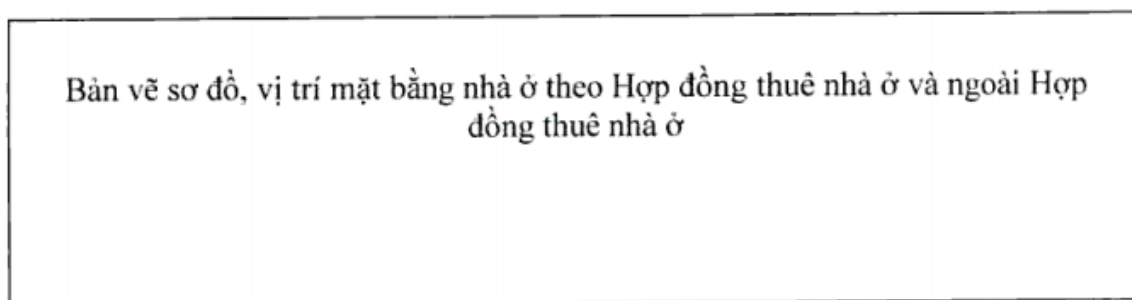 Bản vẽ sơ đồ, vị trí mặt bằng nhà ở theo Hợp đồng thuê nhà ở và ngoài Hợp
đồng thuê nhà ở